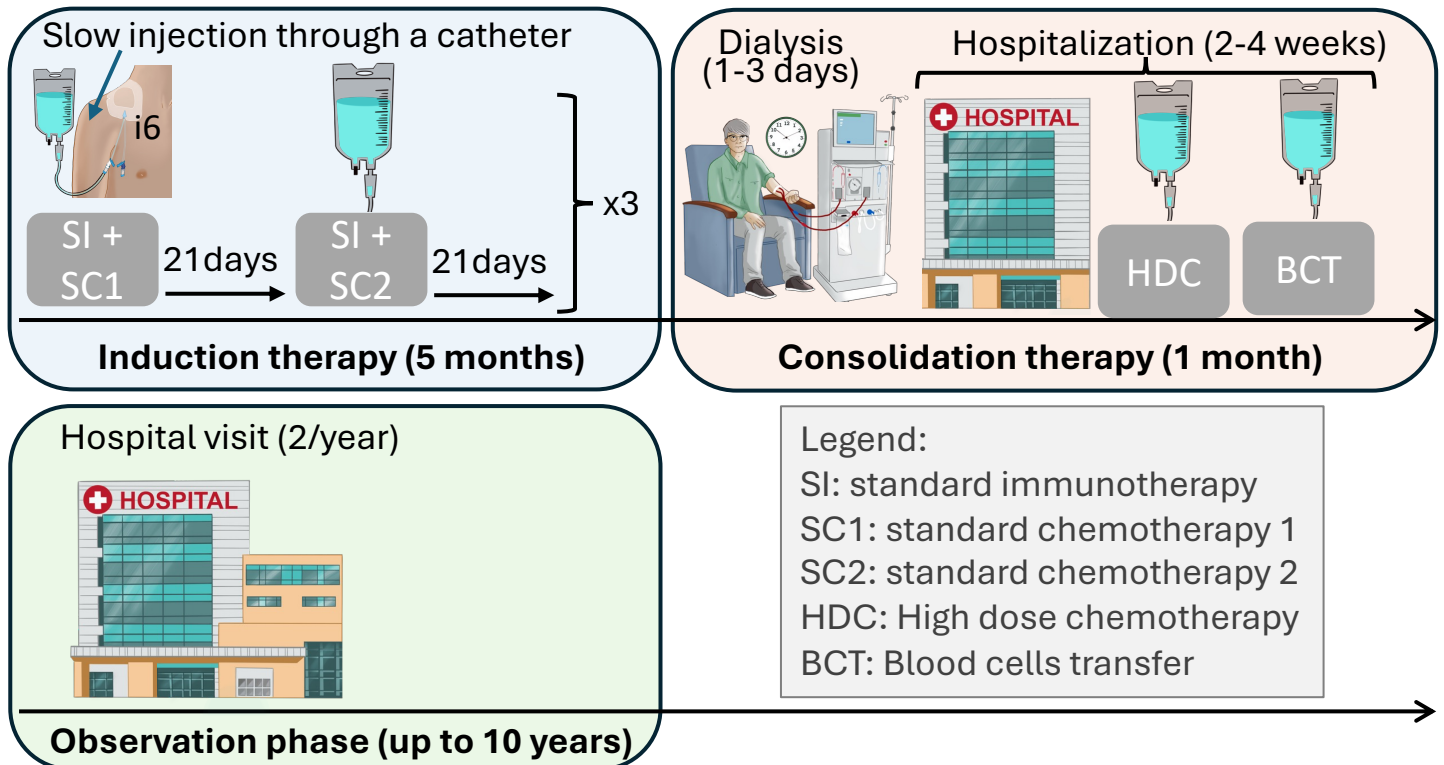 Slow injection through a catheter
i6
SI +
SC1
21days
SI +
SC2
21days
x3
Induction therapy (5 months)
Dialysis
(1-3 days)
Hospitalization (2-4 weeks)
HOSPITAL
HDC
BCT
Consolidation therapy (1 month)
Hospital visit (2/year)
HOSPITAL
Observation phase (up to 10 years)
Legend:
SI: standard immunotherapy
SC1: standard chemotherapy 1
SC2: standard chemotherapy 2
HDC: High dose chemotherapy
BCT: Blood cells transfer